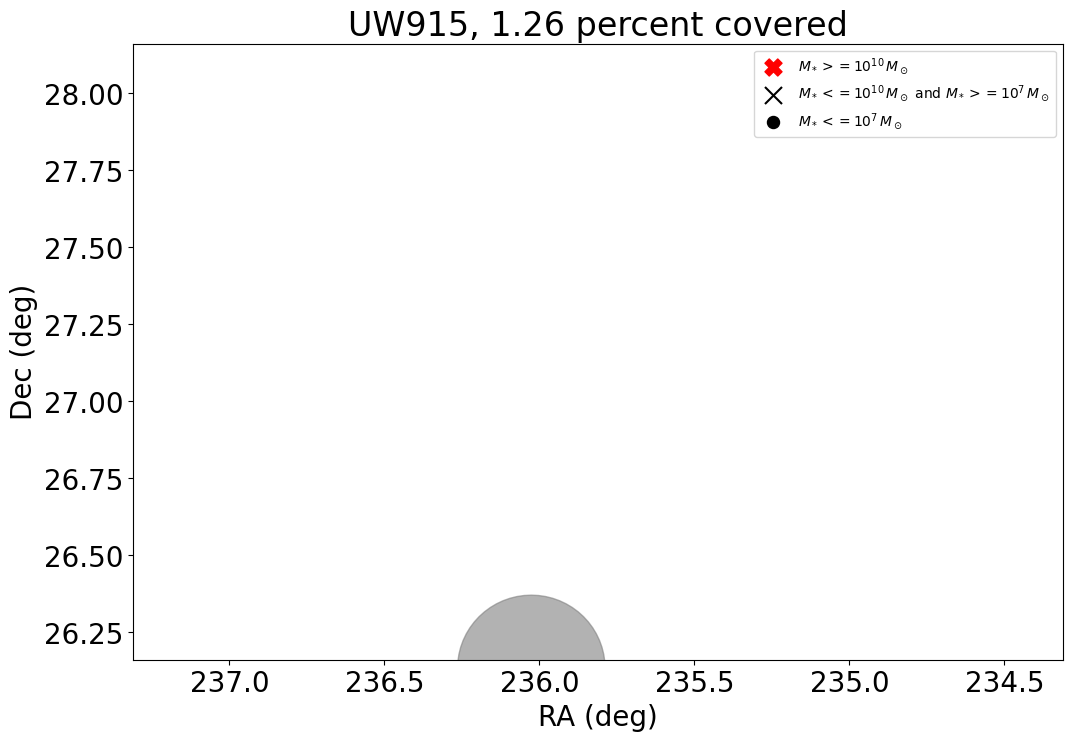 UW915, 1.26 percent covered
M* >= 10^10 M⊙
M* <= 10^10 M⊙ and M* >= 10^7 M⊙
M* <= 10^7 M⊙
28.00
27.75
27.50
27.25
27.00
26.75
26.50
26.25
Dec (deg)
237.0 236.5 236.0 235.5 235.0 234.5
RA (deg)